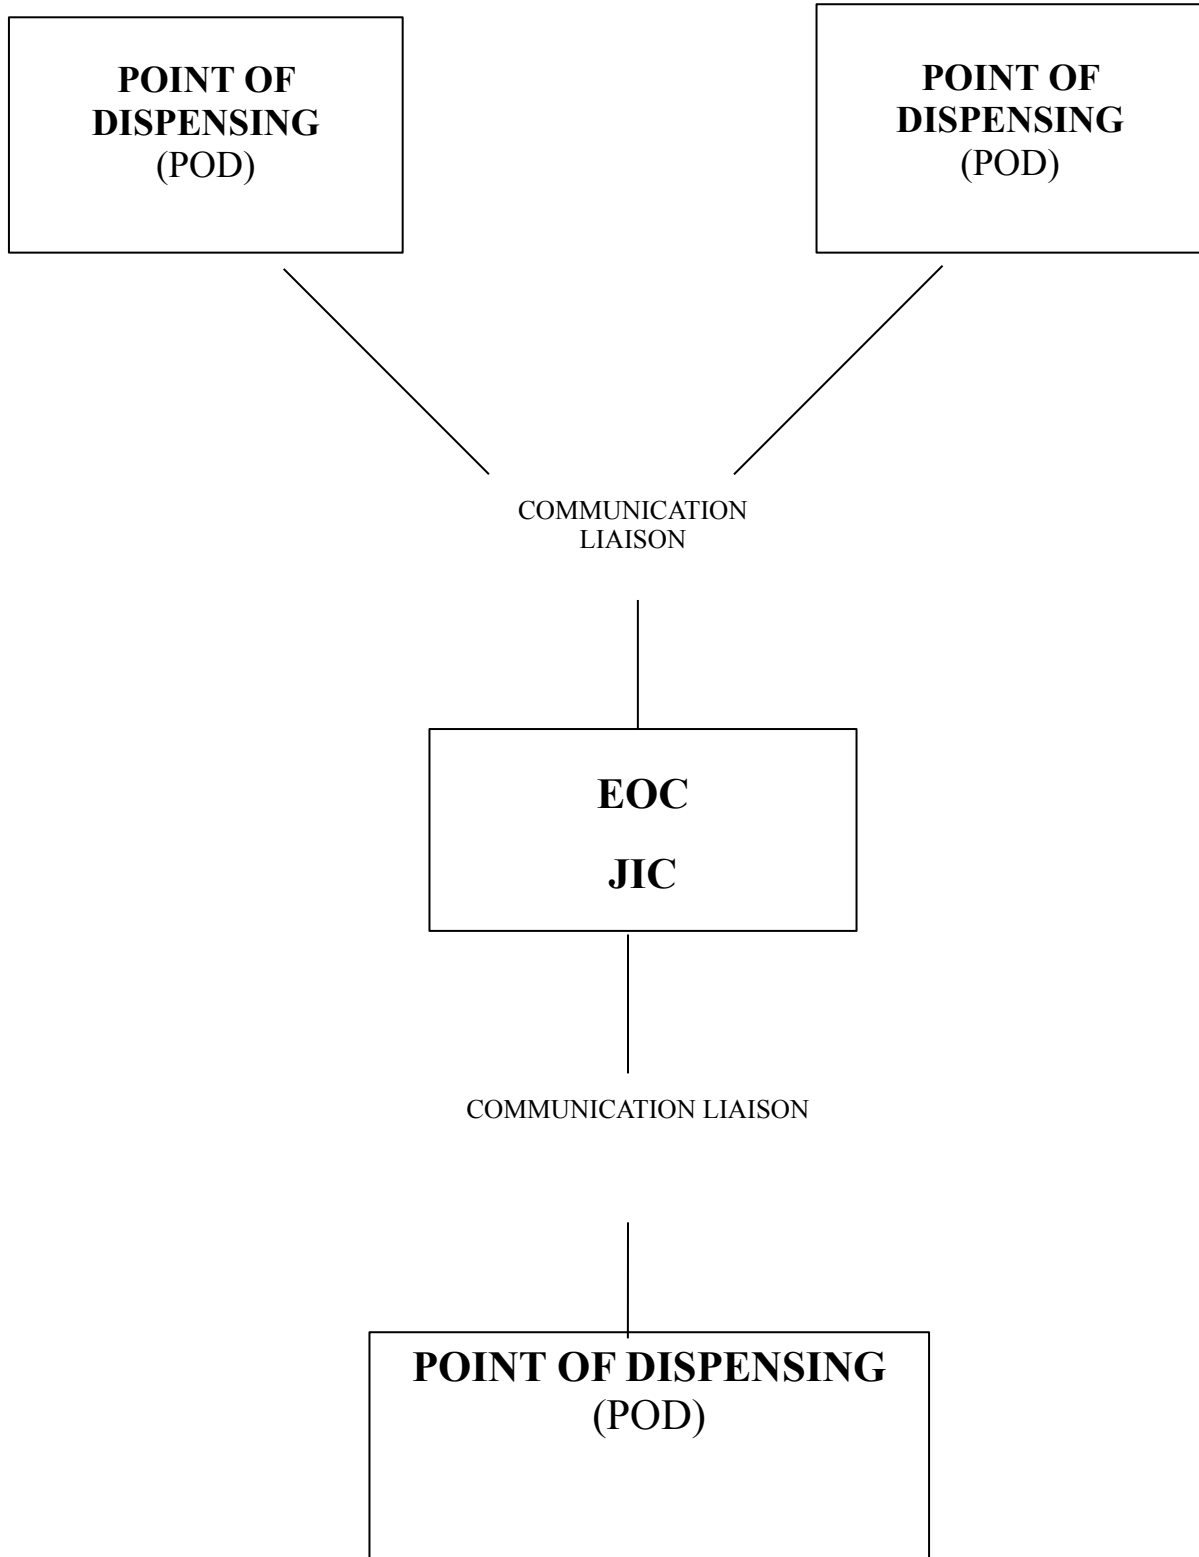 POINT OF
DISPENSING
(POD)
POINT OF
DISPENSING
(POD)
COMMUNICATION
LIAISON
EOC
JIC
COMMUNICATION LIAISON
POINT OF DISPENSING
(POD)